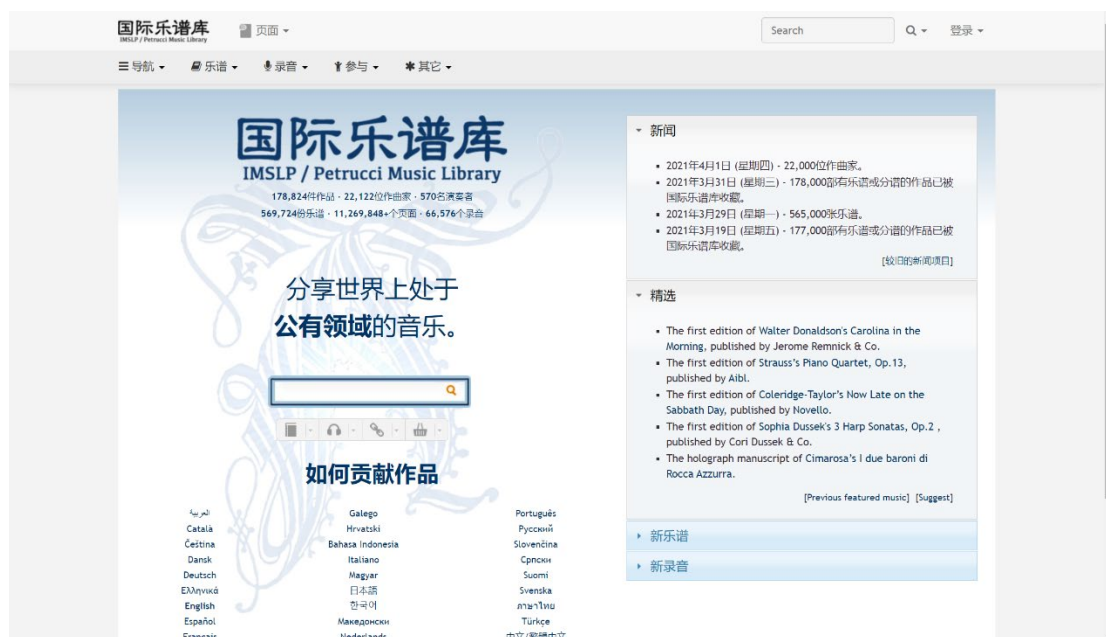 国际乐谱库
IMSLP / Petrucci Music Library
页面
Search
登录
导航
乐谱
录音
参与
其它
国际乐谱库
IMSLP / Petrucci Music Library
178,824件作品 · 22,122位作曲家 · 570名演奏者
569,724份乐谱 · 11,269,848+个页面 · 66,576个录音
分享世界上处于
公有领域的音乐。
如何贡献作品
العربية
Català
Čeština
Dansk
Deutsch
Ελληνικά
English
Español
Français
Galego
Hrvatski
Bahasa Indonesia
Italiano
Magyar
日本語
한국어
Македонски
Nederlands
Português
Русский
Slovenčina
Српски
Suomi
Svenska
ภาษาไทย
Türkçe
中文(繁體中文
新闻
2021年4月1日 (星期四) - 22,000位作曲家。
2021年3月31日 (星期三) - 178,000部有乐谱或分谱的作品已被
国际乐谱库收藏。
2021年3月29日 (星期一) - 565,000张乐谱。
2021年3月19日 (星期五) - 177,000部有乐谱或分谱的作品已被
国际乐谱库收藏。
[较旧的新闻项目]
精选
The first edition of Walter Donaldson's Carolina in the
Morning, published by Jerome Remnick & Co.
The first edition of Strauss's Piano Quartet, Op.13,
published by Aibl.
The first edition of Coleridge-Taylor's Now Late on the
Sabbath Day, published by Novello.
The first edition of Sophia Dussek's 3 Harp Sonatas, Op.2 ,
published by Cori Dussek & Co.
The holograph manuscript of Cimarosa's I due baroni di
Rocca Azzurra.
[Previous featured music] [Suggest]
新乐谱
新录音